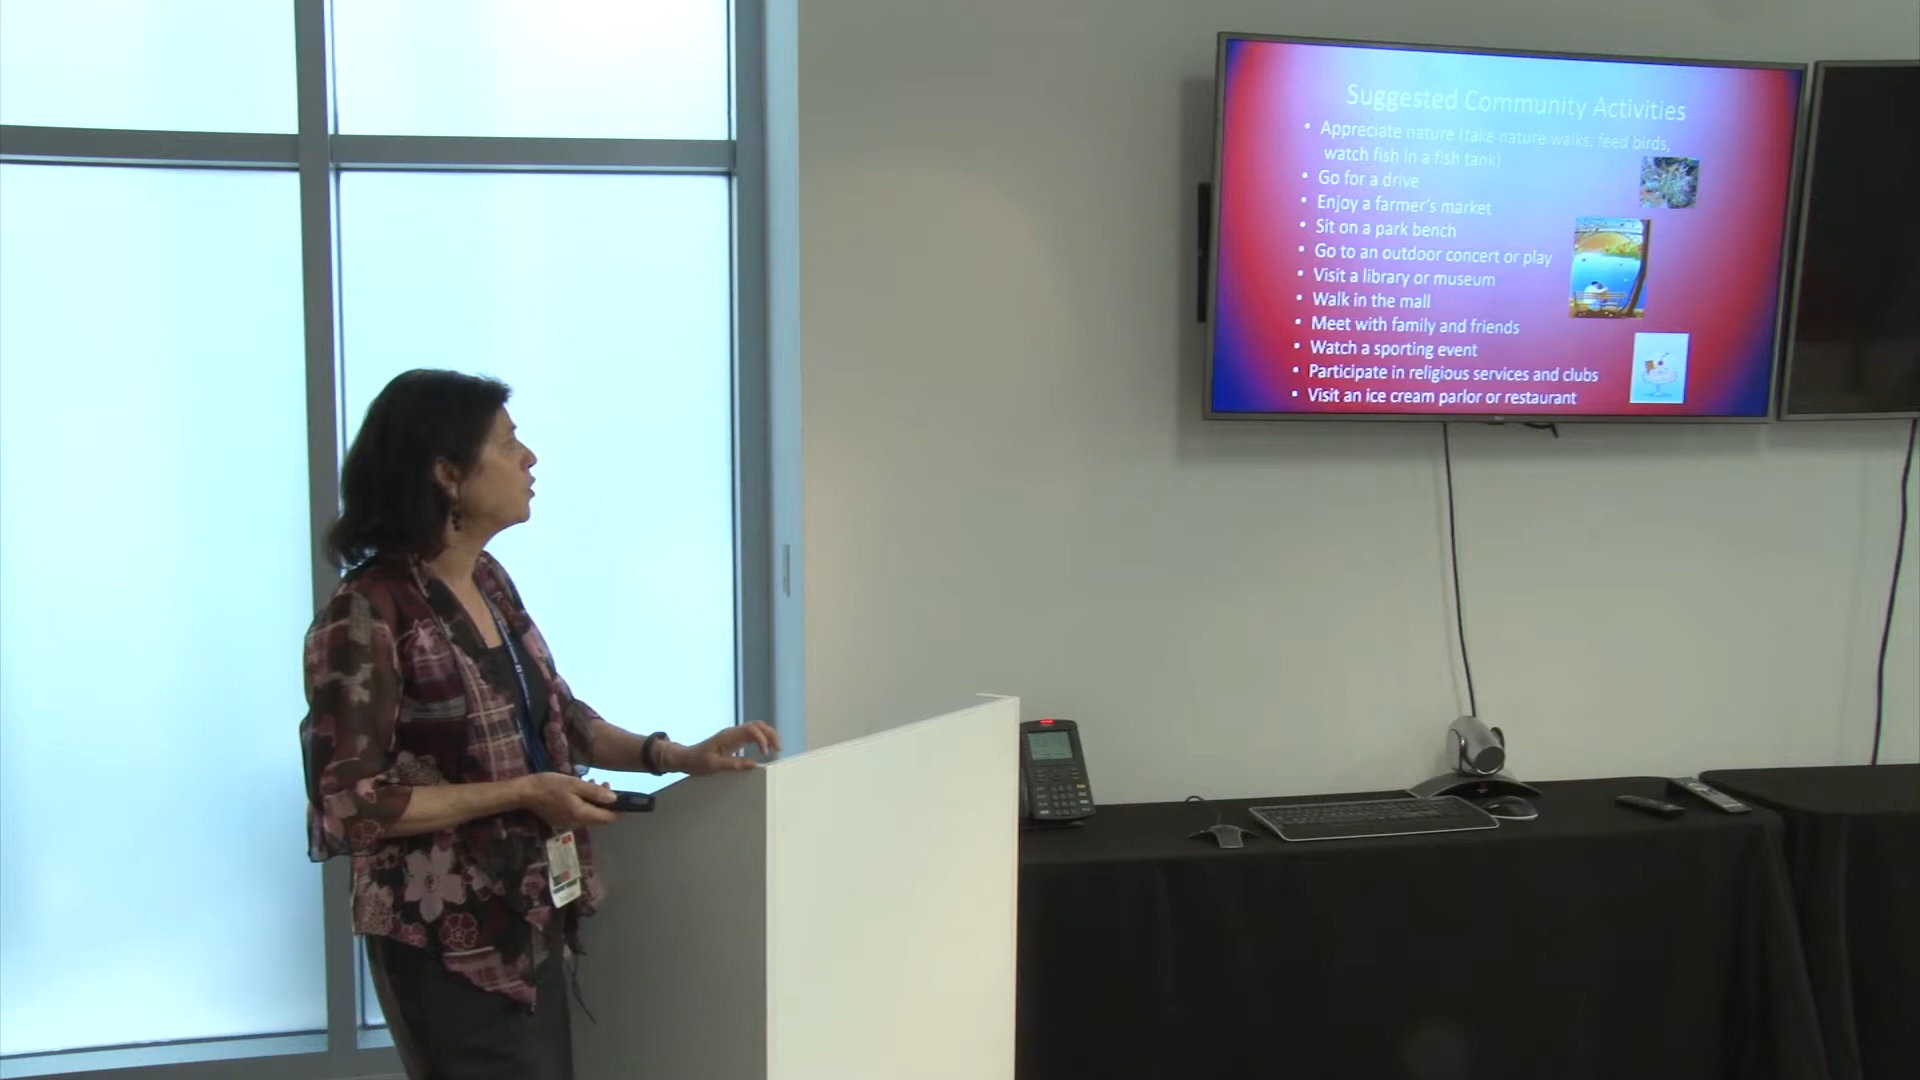 Suggested Community Activities
• Appreciate nature (take nature walks, feed birds,
watch fish in a fish tank)
• Go for a drive
• Enjoy a farmer's market
• Sit on a park bench
• Go to an outdoor concert or play
• Visit a library or museum
• Walk in the mall
• Meet with family and friends
• Watch a sporting event
• Participate in religious services and clubs
• Visit an ice cream parlor or restaurant